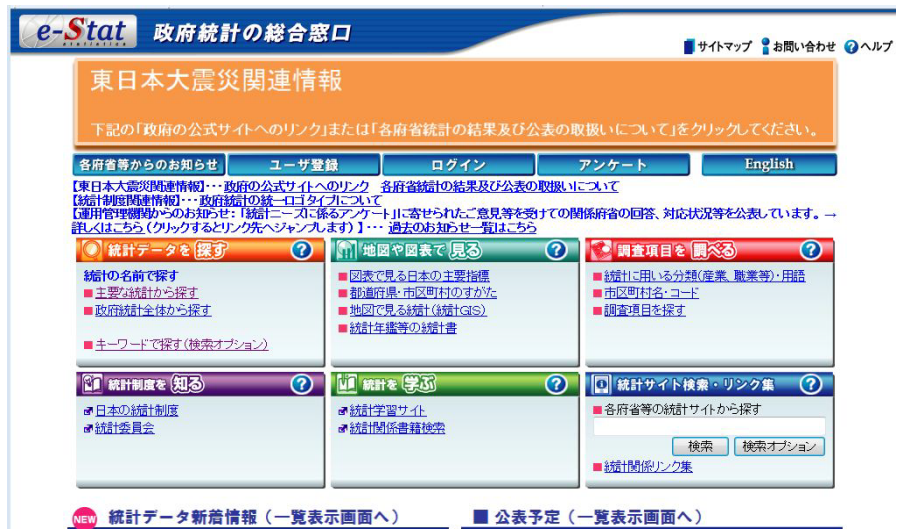 e-Stat 政府統計の総合窓口
statistics
サイトマップ お問い合わせ ヘルプ
東日本大震災関連情報
下記の「政府の公式サイトへのリンク」または「各府省統計の結果及び公表の取扱いについて」をクリックしてください。
各府省等からのお知らせ ユーザ登録 ログイン アンケート English
【東日本大震災関連情報】・・・政府の公式サイトへのリンク 各府省統計の結果及び公表の取扱いについて
【統計制度関連情報】・・・政府統計の統一ロゴタイプについて
【運用管理機関からのお知らせ：「統計ニーズに係るアンケート」に寄せられたご意見等を受けての関係府省の回答、対応状況等を公表しています。→
詳しくはこちら（クリックするとリンク先へジャンプします）】・・・ 過去のお知らせ一覧はこちら
統計データを 探す ?
統計の名前で探す
主要な統計から探す
政府統計全体から探す
キーワードで探す（検索オプション）
地図や図表で 見る ?
図表で見る日本の主要指標
都道府県・市区町村のすがた
地図で見る統計（統計GIS）
統計年鑑等の統計書
調査項目を 調べる ?
統計に用いる分類（産業、職業等）・用語
市区町村名・コード
調査項目を探す
統計制度を 知る ?
日本の統計制度
統計委員会
統計を 学ぶ ?
統計学習サイト
統計関係書籍検索
統計サイト検索・リンク集 ?
各府省等の統計サイトから探す
検索 検索オプション
統計関係リンク集
NEW 統計データ新着情報（一覧表示画面へ）
■ 公表予定（一覧表示画面へ）